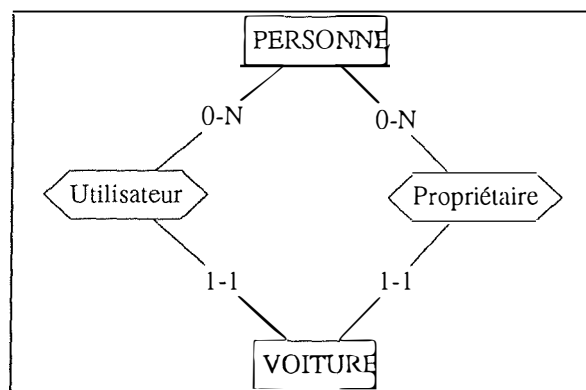 PERSONNE
0-N
0-N
Utilisateur
Propriétaire
1-1
1-1
VOITURE